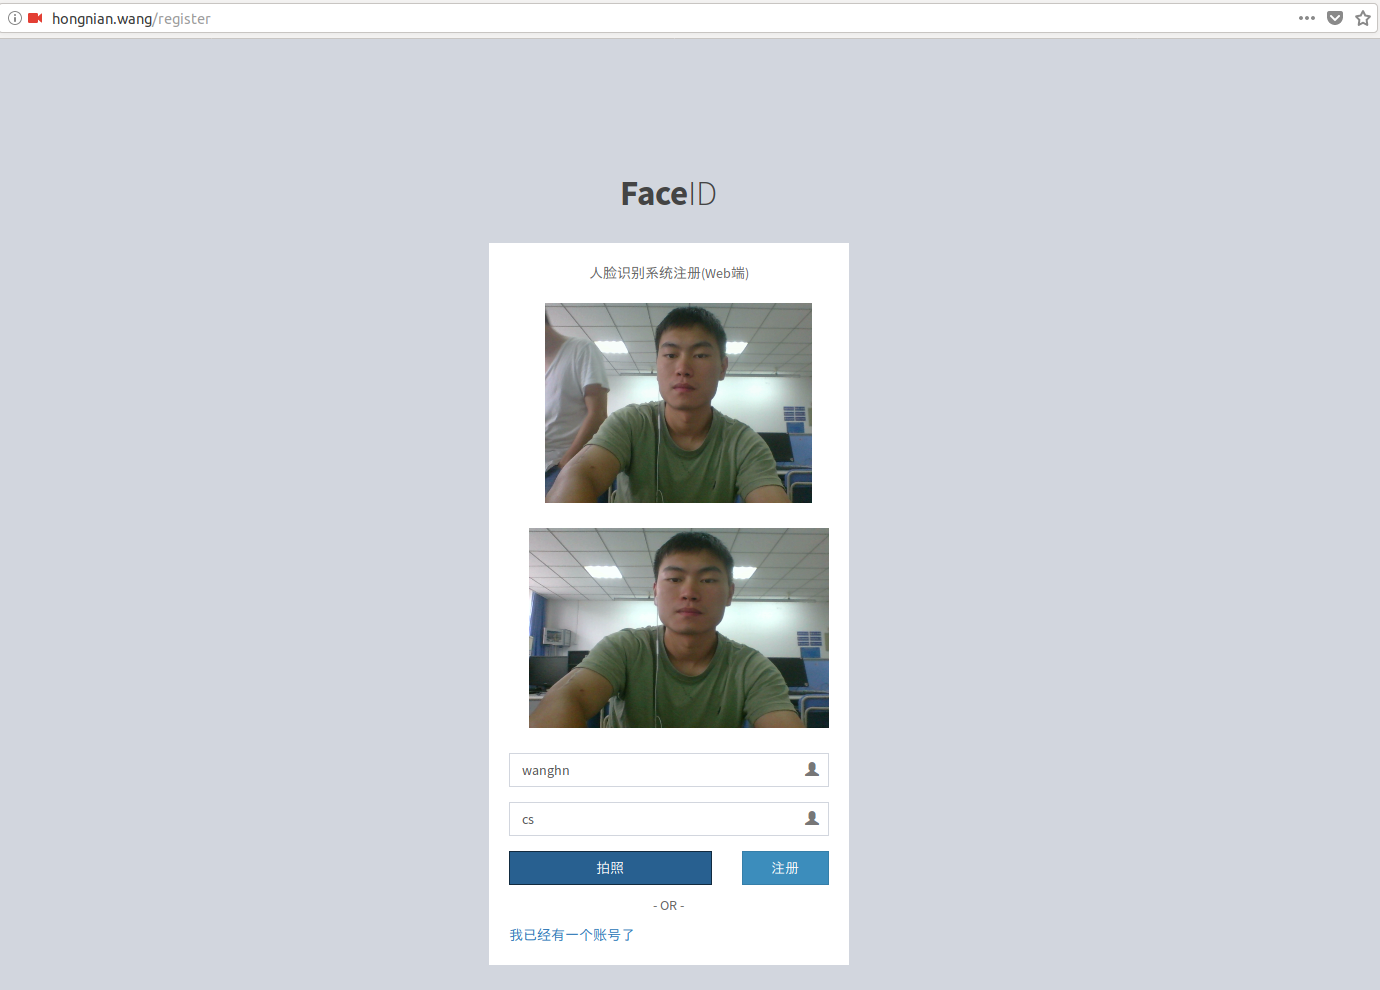 hongnian.wang/register
FaceID
人脸识别系统注册(Web端)
wanghn
cs
拍照
注册
- OR -
我已经有一个账号了